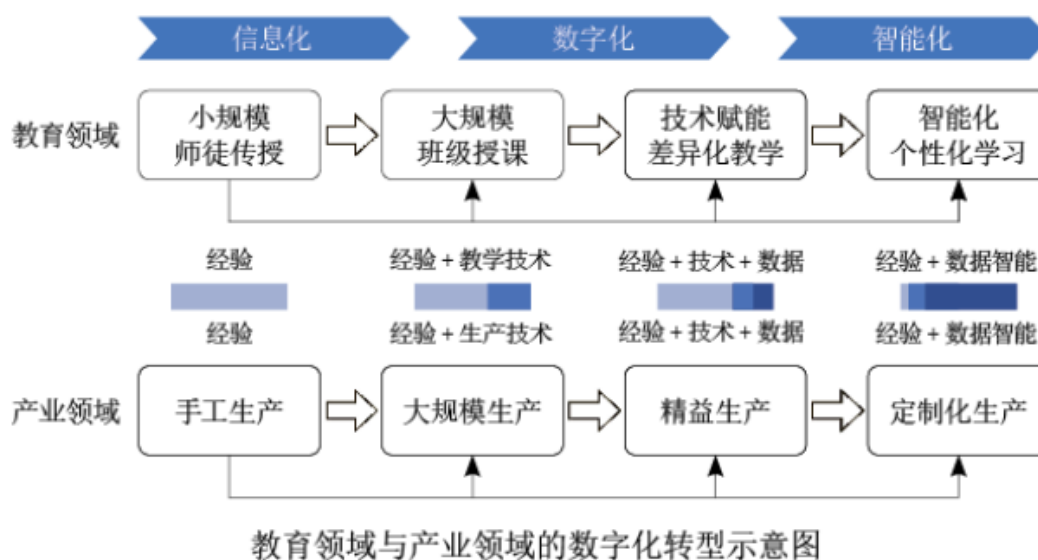 信息化 数字化 智能化
教育领域
小规模
师徒传授
大规模
班级授课
技术赋能
差异化教学
智能化
个性化学习
经验 经验+教学技术 经验+技术+数据 经验+数据智能
经验 经验+生产技术 经验+技术+数据 经验+数据智能
产业领域 手工生产 大规模生产 精益生产 定制化生产
教育领域与产业领域的数字化转型示意图